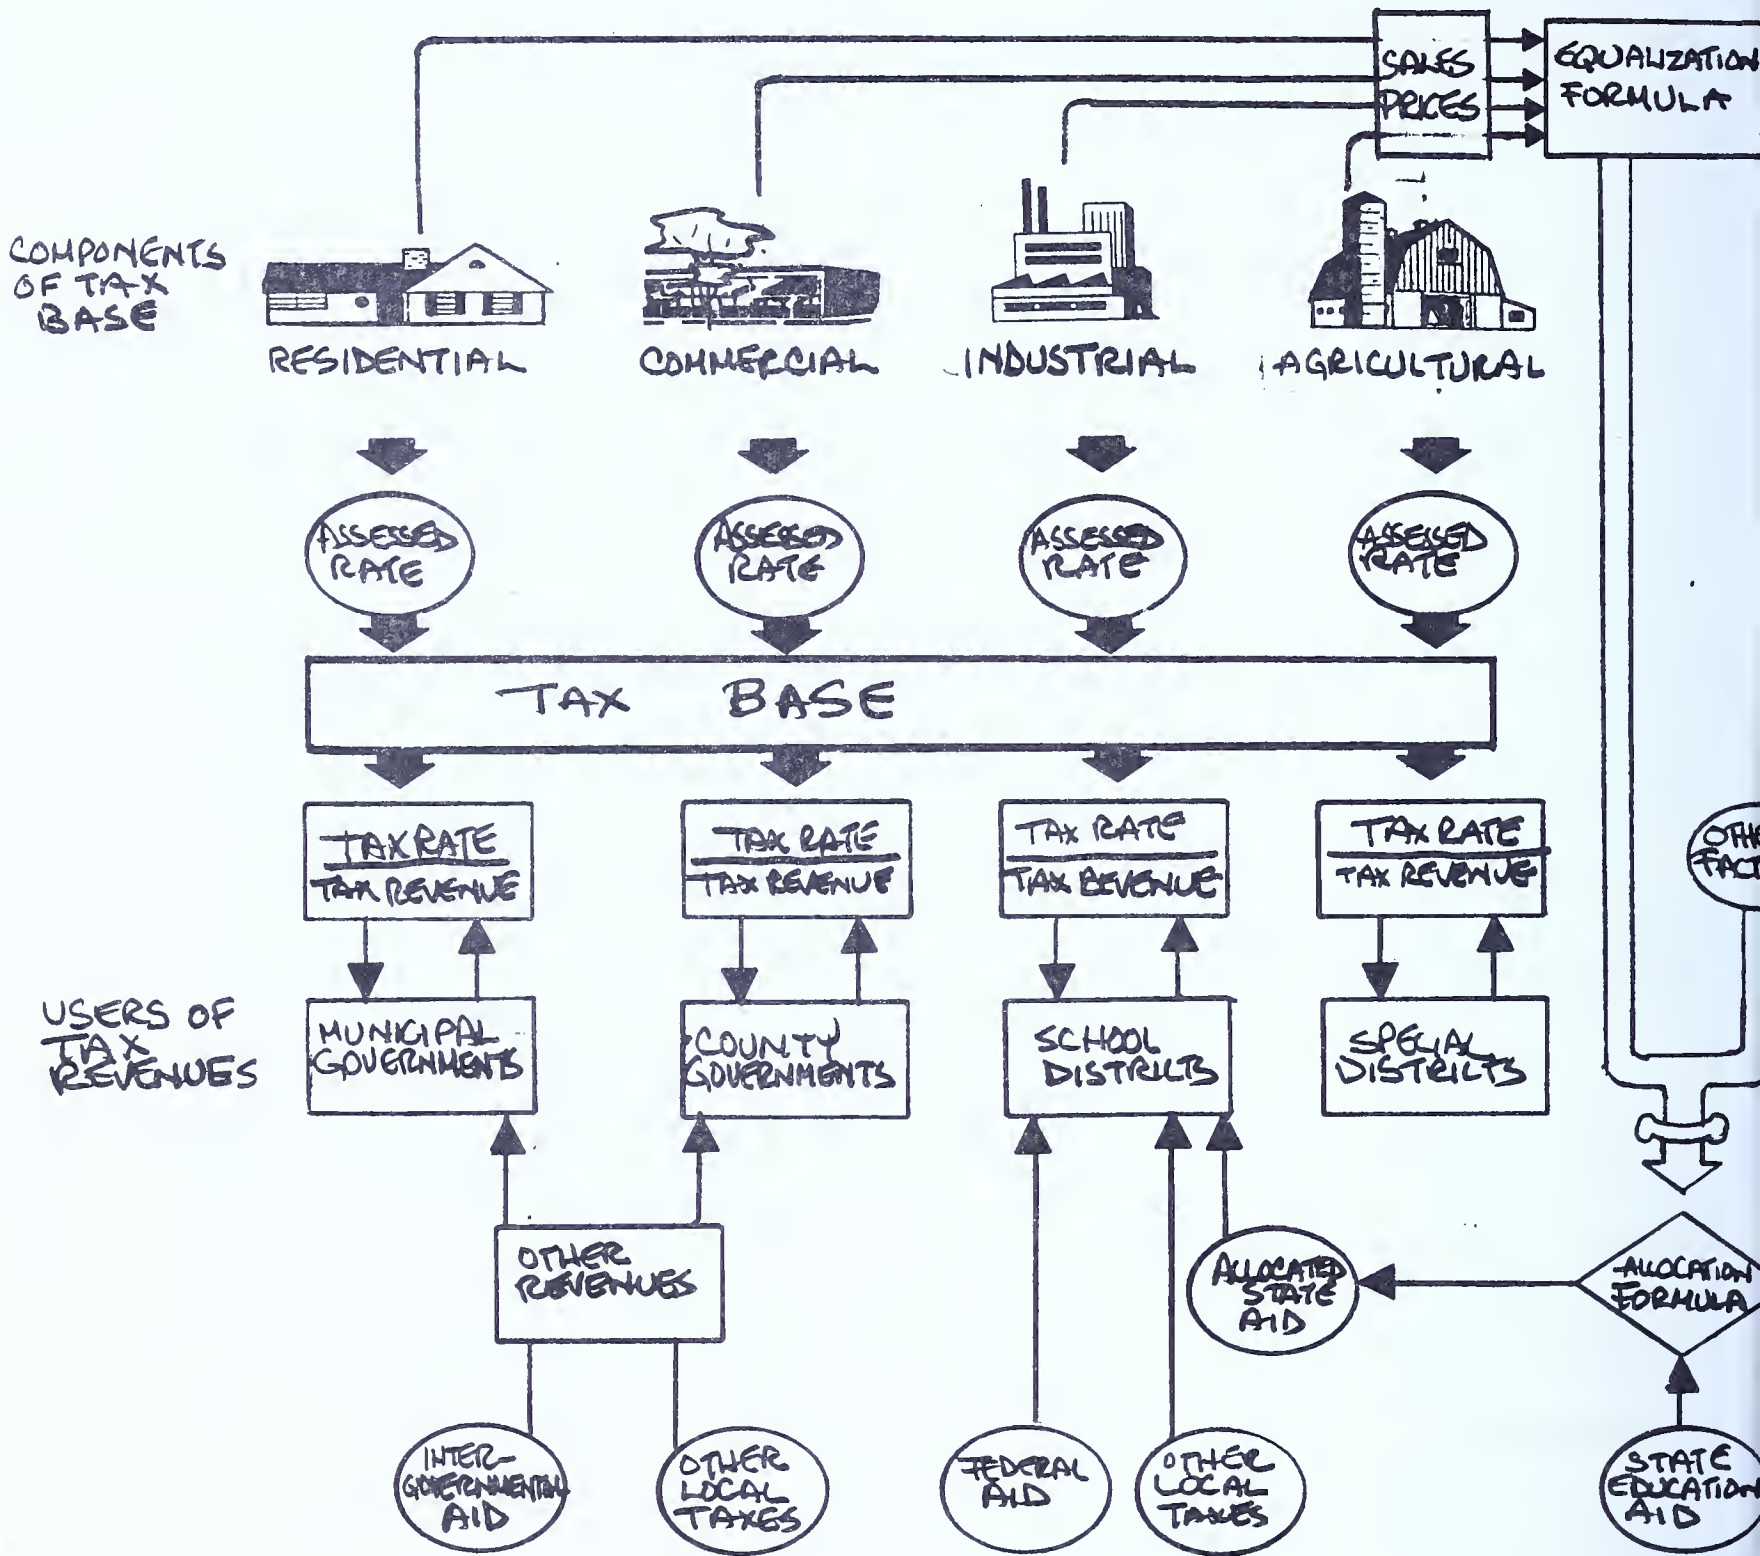 SALES
PRICES
EQUALIZATION
FORMULA
COMPONENTS
OF TAX
BASE
RESIDENTIAL
COMMERCIAL
INDUSTRIAL
AGRICULTURAL
ASSESSED
RATE
ASSESSED
RATE
ASSESSED
RATE
ASSESSED
RATE
TAX BASE
TAX RATE
TAX REVENUE
TAX RATE
TAX REVENUE
TAX RATE
TAX REVENUE
TAX RATE
TAX REVENUE
USERS OF
TAX
REVENUES
MUNICIPAL
GOVERNMENTS
COUNTY
GOVERNMENTS
SCHOOL
DISTRICTS
SPECIAL
DISTRICTS
OTHER
REVENUES
ALLOCATED
STATE
AID
ALLOCATION
FORMULA
INTER-
GOVERNMENTAL
AID
OTHER
LOCAL
TAXES
FEDERAL
AID
OTHER
LOCAL
TAXES
STATE
EDUCATION
AID